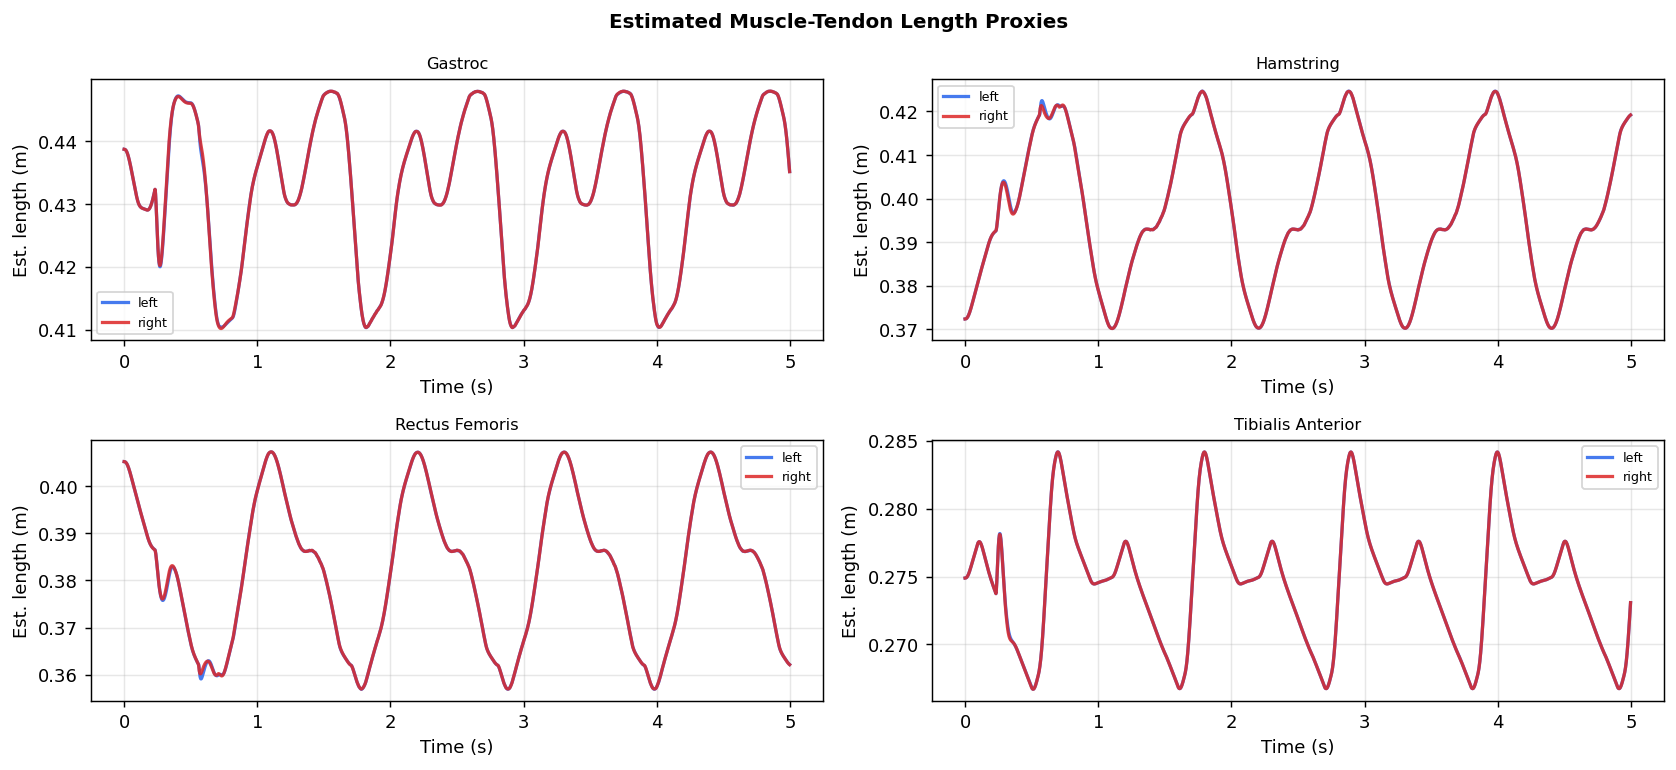 Estimated Muscle-Tendon Length Proxies
Gastroc
Est. length (m)
0.44
0.43
0.42
0.41
left
right
0 1 2 3 4 5
Time (s)
Hamstring
Est. length (m)
0.42
0.41
0.40
0.39
0.38
0.37
left
right
0 1 2 3 4 5
Time (s)
Rectus Femoris
Est. length (m)
0.40
0.39
0.38
0.37
0.36
left
right
0 1 2 3 4 5
Time (s)
Tibialis Anterior
Est. length (m)
0.285
0.280
0.275
0.270
left
right
0 1 2 3 4 5
Time (s)